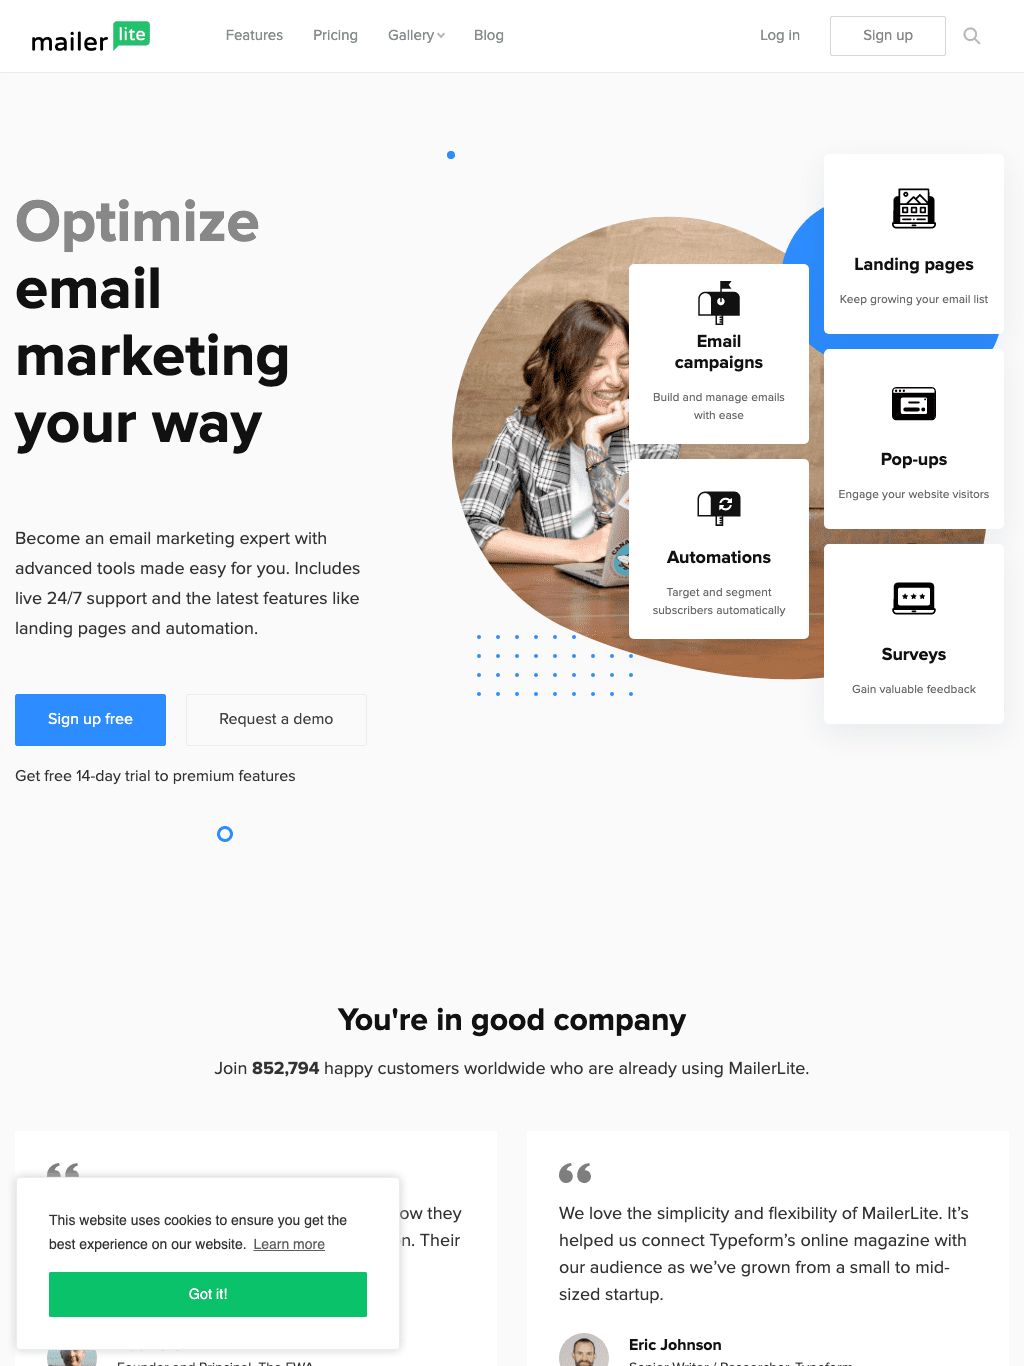 mailer lite
Features Pricing Gallery Blog Log in Sign up
Optimize
email
marketing
your way
Become an email marketing expert with
advanced tools made easy for you. Includes
live 24/7 support and the latest features like
landing pages and automation.
Sign up free Request a demo
Get free 14-day trial to premium features
Email
campaigns
Build and manage emails
with ease
Automations
Target and segment
subscribers automatically
Landing pages
Keep growing your email list
Pop-ups
Engage your website visitors
Surveys
Gain valuable feedback
You're in good company
Join 852,794 happy customers worldwide who are already using MailerLite.
ow they
n. Their
“
We love the simplicity and flexibility of MailerLite. It’s
helped us connect Typeform’s online magazine with
our audience as we’ve grown from a small to mid-
sized startup.
Eric Johnson
Senior Writer / Researcher, Typeform
This website uses cookies to ensure you get the
best experience on our website. Learn more
Got it!
Founder and Principal, The FWA